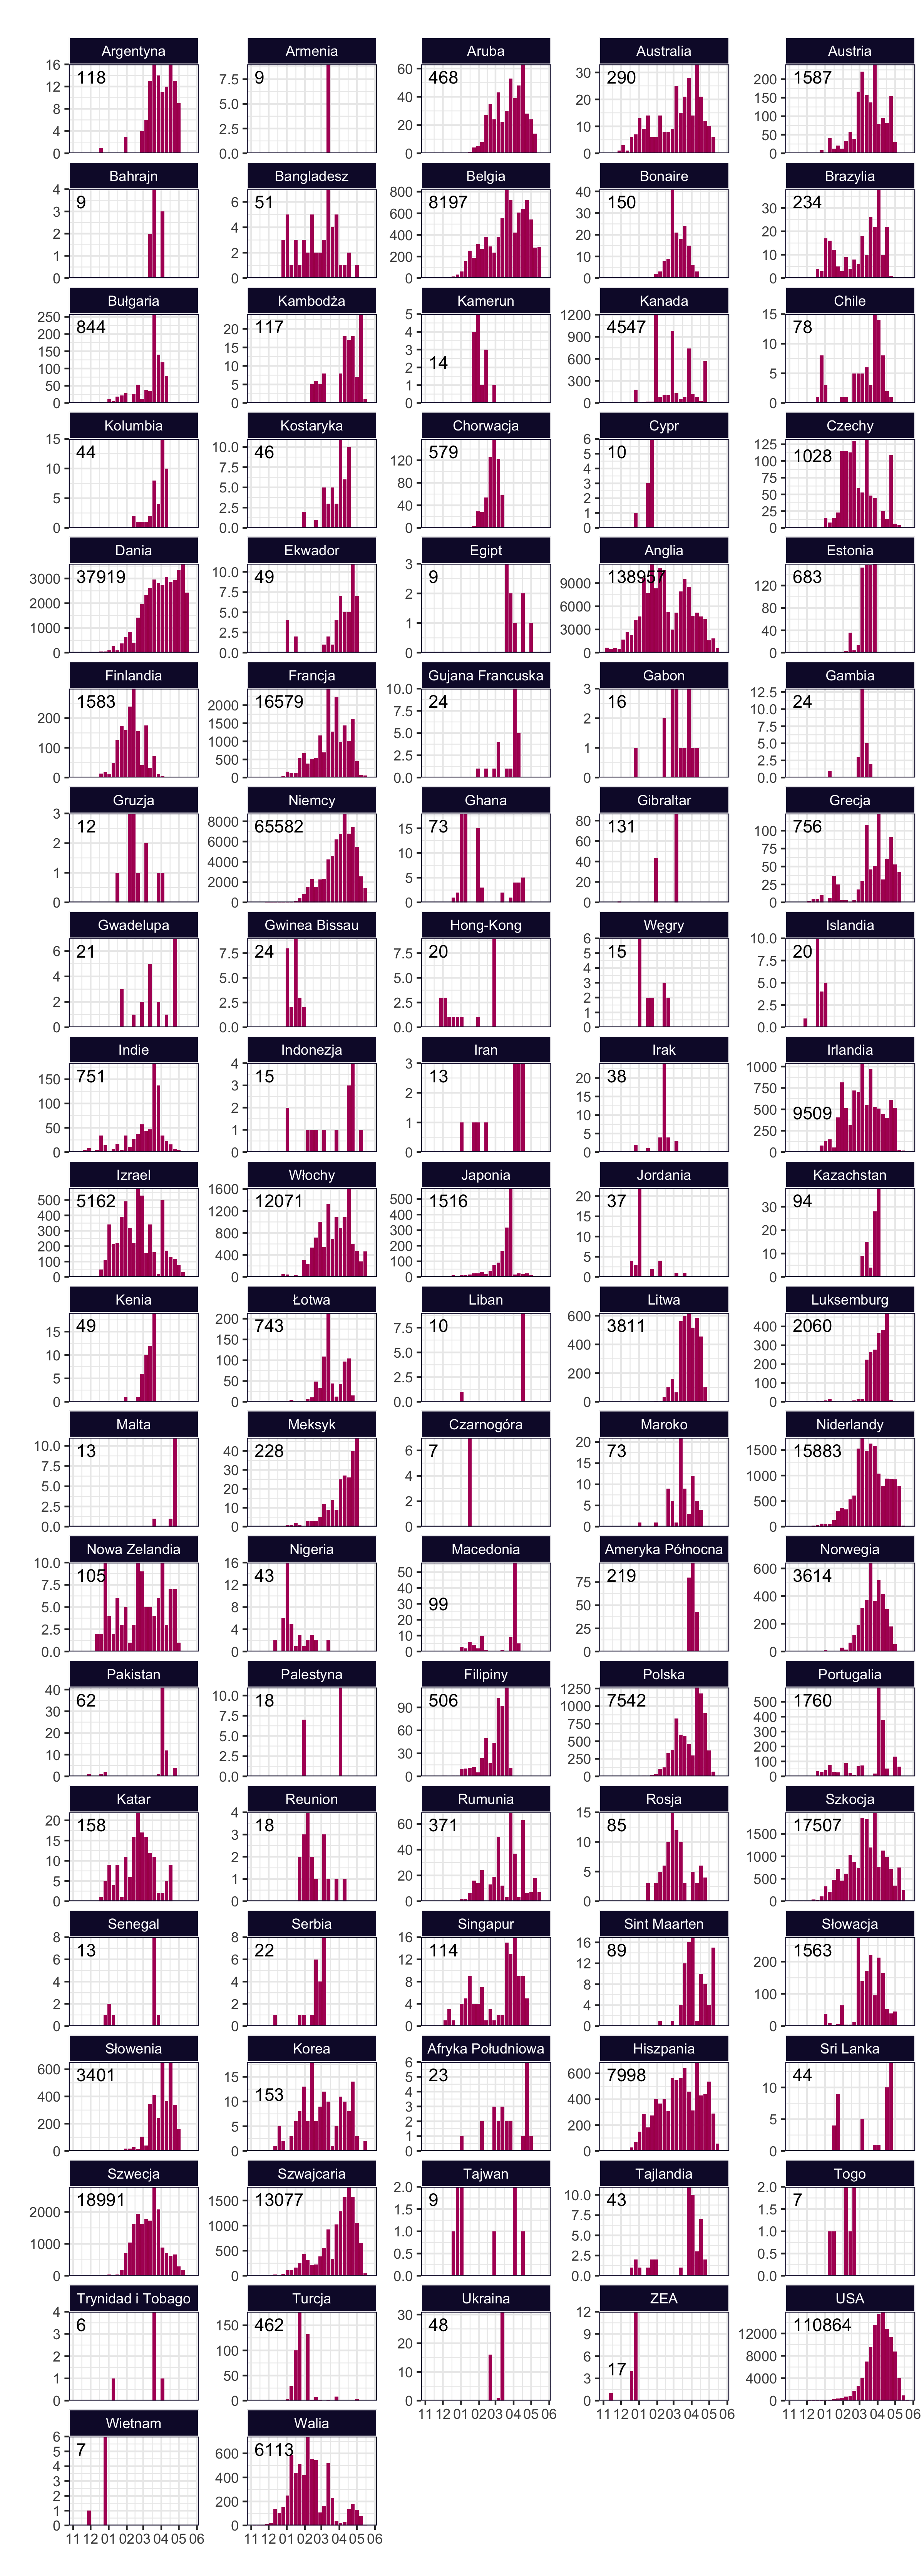 Argentyna
118
16 12 8 4 0
Armenia
9
7.5 5.0 2.5 0.0
Aruba
468
60 40 20 0
Australia
290
30 20 10 0
Austria
1587
200 150 100 50 0
Bahrajn
9
4 3 2 1 0
Bangladesz
51
6 4 2 0
Belgia
8197
800 600 400 200 0
Bonaire
150
40 30 20 10 0
Brazylia
234
30 20 10 0
Bułgaria
844
250 200 150 100 50 0
Kambodża
117
20 15 10 5 0
Kamerun
14
5 4 3 2 1 0
Kanada
4547
1200 900 600 300 0
Chile
78
15 10 5 0
Kolumbia
44
15 10 5 0
Kostaryka
46
10.0 7.5 5.0 2.5 0.0
Chorwacja
579
120 80 40 0
Cypr
10
6 5 4 3 2 1 0
Czechy
1028
125 100 75 50 25 0
Dania
37919
3000 2000 1000 0
Ekwador
49
10.0 7.5 5.0 2.5 0.0
Egipt
9
3 2 1 0
Anglia
138957
9000 6000 3000 0
Estonia
683
120 80 40 0
Finlandia
1583
200 100 0
Francja
16579
2000 1500 1000 500 0
Gujana Francuska
24
10.0 7.5 5.0 2.5 0.0
Gabon
16
3 2 1 0
Gambia
24
12.5 10.0 7.5 5.0 2.5 0.0
Gruzja
12
3 2 1 0
Niemcy
65582
8000 6000 4000 2000 0
Ghana
73
15 10 5 0
Gibraltar
131
80 60 40 20 0
Grecja
756
100 75 50 25 0
Gwadelupa
21
6 4 2 0
Gwinea Bissau
24
7.5 5.0 2.5 0.0
Hong-Kong
20
7.5 5.0 2.5 0.0
Węgry
15
6 5 4 3 2 1 0
Islandia
20
10.0 7.5 5.0 2.5 0.0
Indie
751
150 100 50 0
Indonezja
15
4 3 2 1 0
Iran
13
3 2 1 0
Irak
38
20 15 10 5 0
Irlandia
9509
1000 750 500 250 0
Izrael
5162
500 400 300 200 100 0
Włochy
12071
1600 1200 800 400 0
Japonia
1516
500 400 300 200 100 0
Jordania
37
20 15 10 5 0
Kazachstan
94
30 20 10 0
Kenia
49
15 10 5 0
Łotwa
743
200 150 100 50 0
Liban
10
7.5 5.0 2.5 0.0
Litwa
3811
600 400 200 0
Luksemburg
2060
400 300 200 100 0
Malta
13
10.0 7.5 5.0 2.5 0.0
Meksyk
228
40 30 20 10 0
Czarnogóra
7
6 4 2 0
Maroko
73
20 15 10 5 0
Niderlandy
15883
1500 1000 500 0
Nowa Zelandia
105
10.0 7.5 5.0 2.5 0.0
Nigeria
43
16 12 8 4 0
Macedonia
99
50 40 30 20 10 0
Ameryka Północna
219
75 50 25 0
Norwegia
3614
600 400 200 0
Pakistan
62
40 30 20 10 0
Palestyna
18
10.0 7.5 5.0 2.5 0.0
Filipiny
506
90 60 30 0
Polska
7542
1250 1000 750 500 250 0
Portugalia
1760
500 400 300 200 100 0
Katar
158
20 15 10 5 0
Reunion
18
4 3 2 1 0
Rumunia
371
60 40 20 0
Rosja
85
15 10 5 0
Szkocja
17507
1500 1000 500 0
Senegal
13
8 6 4 2 0
Serbia
22
8 6 4 2 0
Singapur
114
16 12 8 4 0
Sint Maarten
89
16 12 8 4 0
Słowacja
1563
200 100 0
Słowenia
3401
600 400 200 0
Korea
153
15 10 5 0
Afryka Południowa
23
6 5 4 3 2 1 0
Hiszpania
7998
600 400 200 0
Sri Lanka
44
10 5 0
Szwecja
18991
2000 1000 0
Szwajcaria
13077
1500 1000 500 0
Tajwan
9
2.0 1.5 1.0 0.5 0.0
Tajlandia
43
10.0 7.5 5.0 2.5 0.0
Togo
7
2.0 1.5 1.0 0.5 0.0
Trynidad i Tobago
6
4 3 2 1 0
Turcja
462
150 100 50 0
Ukraina
48
30 20 10 0
11 12 01 02 03 04 05 06
ZEA
17
12 9 6 3 0
11 12 01 02 03 04 05 06
USA
110864
12000 8000 4000 0
11 12 01 02 03 04 05 06
Wietnam
7
6 5 4 3 2 1 0
11 12 01 02 03 04 05 06
Walia
6113
600 400 200 0
11 12 01 02 03 04 05 06